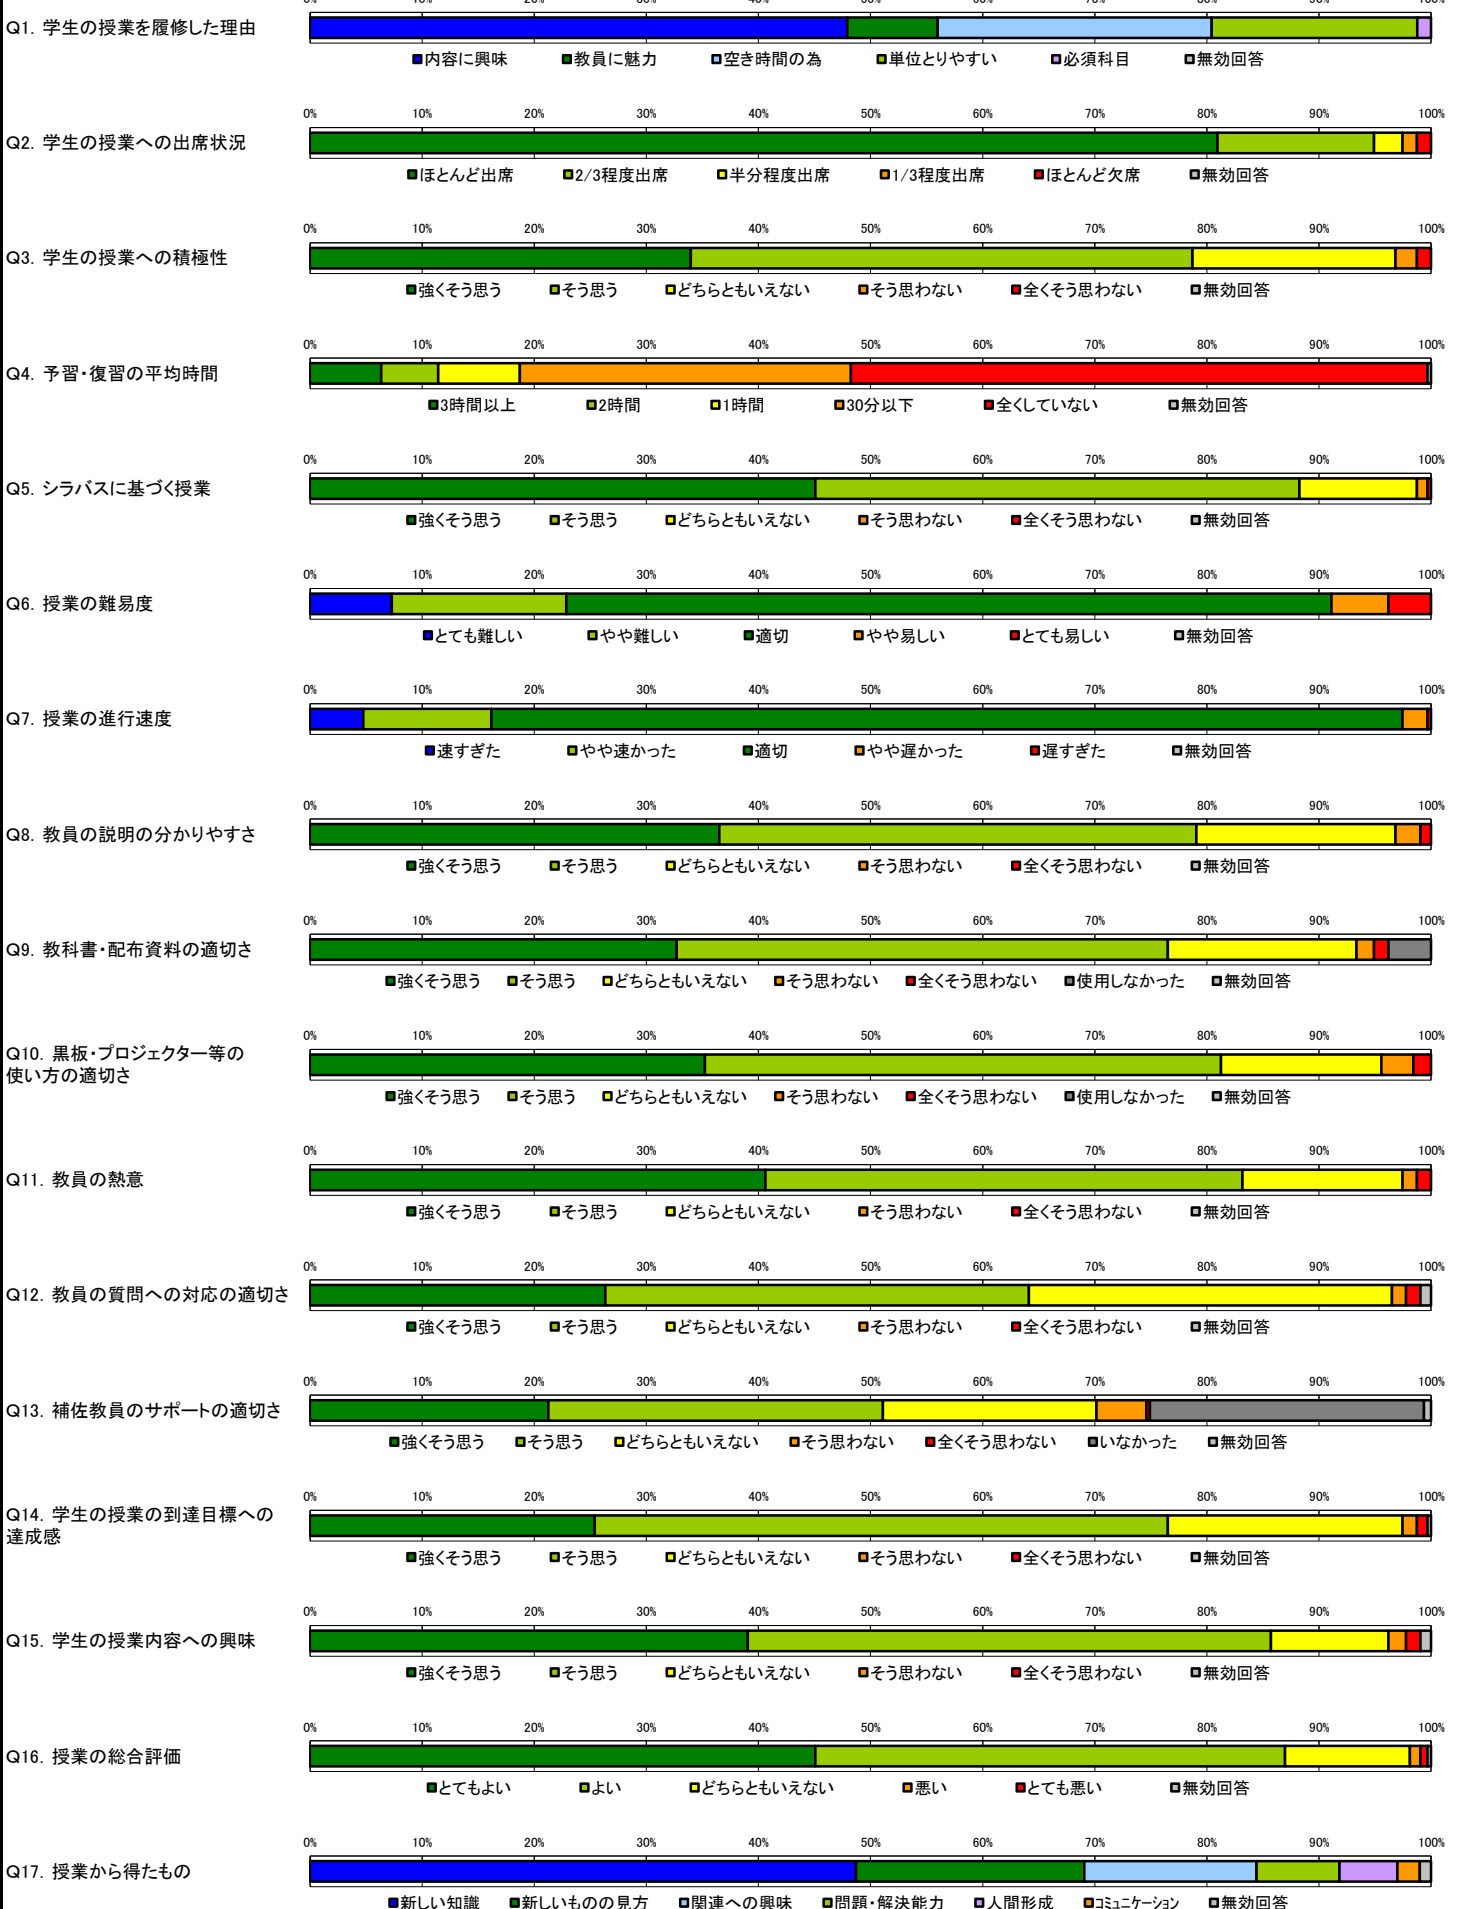 Q1. 学生の授業を履修した理由
■内容に興味 ■教員に魅力 □空き時間の為 □単位とりやすい □必須科目 □無効回答
0% 10% 20% 30% 40% 50% 60% 70% 80% 90% 100%
Q2. 学生の授業への出席状況
■ほとんど出席 □2/3程度出席 □半分程度出席 □1/3程度出席 ■ほとんど欠席 □無効回答
0% 10% 20% 30% 40% 50% 60% 70% 80% 90% 100%
Q3. 学生の授業への積極性
■強くそう思う □そう思う □どちらともいえない □そう思わない ■全くそう思わない □無効回答
0% 10% 20% 30% 40% 50% 60% 70% 80% 90% 100%
Q4. 予習・復習の平均時間
■3時間以上 □2時間 □1時間 □30分以下 ■全くしていない □無効回答
0% 10% 20% 30% 40% 50% 60% 70% 80% 90% 100%
Q5. シラバスに基づく授業
■強くそう思う □そう思う □どちらともいえない □そう思わない ■全くそう思わない □無効回答
0% 10% 20% 30% 40% 50% 60% 70% 80% 90% 100%
Q6. 授業の難易度
■とても難しい □やや難しい ■適切 □やや易しい ■とても易しい □無効回答
0% 10% 20% 30% 40% 50% 60% 70% 80% 90% 100%
Q7. 授業の進行速度
■速すぎた □やや速かった ■適切 □やや遅かった ■遅すぎた □無効回答
0% 10% 20% 30% 40% 50% 60% 70% 80% 90% 100%
Q8. 教員の説明の分かりやすさ
■強くそう思う □そう思う □どちらともいえない □そう思わない ■全くそう思わない □無効回答
0% 10% 20% 30% 40% 50% 60% 70% 80% 90% 100%
Q9. 教科書・配布資料の適切さ
■強くそう思う □そう思う □どちらともいえない □そう思わない ■全くそう思わない ■使用しなかった □無効回答
0% 10% 20% 30% 40% 50% 60% 70% 80% 90% 100%
Q10. 黒板・プロジェクター等の
使い方の適切さ
■強くそう思う □そう思う □どちらともいえない □そう思わない ■全くそう思わない ■使用しなかった □無効回答
0% 10% 20% 30% 40% 50% 60% 70% 80% 90% 100%
Q11. 教員の熱意
■強くそう思う □そう思う □どちらともいえない □そう思わない ■全くそう思わない □無効回答
0% 10% 20% 30% 40% 50% 60% 70% 80% 90% 100%
Q12. 教員の質問への対応の適切さ
■強くそう思う □そう思う □どちらともいえない □そう思わない ■全くそう思わない □無効回答
0% 10% 20% 30% 40% 50% 60% 70% 80% 90% 100%
Q13. 補佐教員のサポートの適切さ
■強くそう思う □そう思う □どちらともいえない □そう思わない ■全くそう思わない ■いなかった □無効回答
0% 10% 20% 30% 40% 50% 60% 70% 80% 90% 100%
Q14. 学生の授業の到達目標への
達成感
■強くそう思う □そう思う □どちらともいえない □そう思わない ■全くそう思わない □無効回答
0% 10% 20% 30% 40% 50% 60% 70% 80% 90% 100%
Q15. 学生の授業内容への興味
■強くそう思う □そう思う □どちらともいえない □そう思わない ■全くそう思わない □無効回答
0% 10% 20% 30% 40% 50% 60% 70% 80% 90% 100%
Q16. 授業の総合評価
■とてもよい □よい □どちらともいえない □悪い ■とても悪い □無効回答
0% 10% 20% 30% 40% 50% 60% 70% 80% 90% 100%
Q17. 授業から得たもの
■新しい知識 ■新しいものの見方 □関連への興味 □問題・解決能力 □人間形成 □コミュニケーション □無効回答